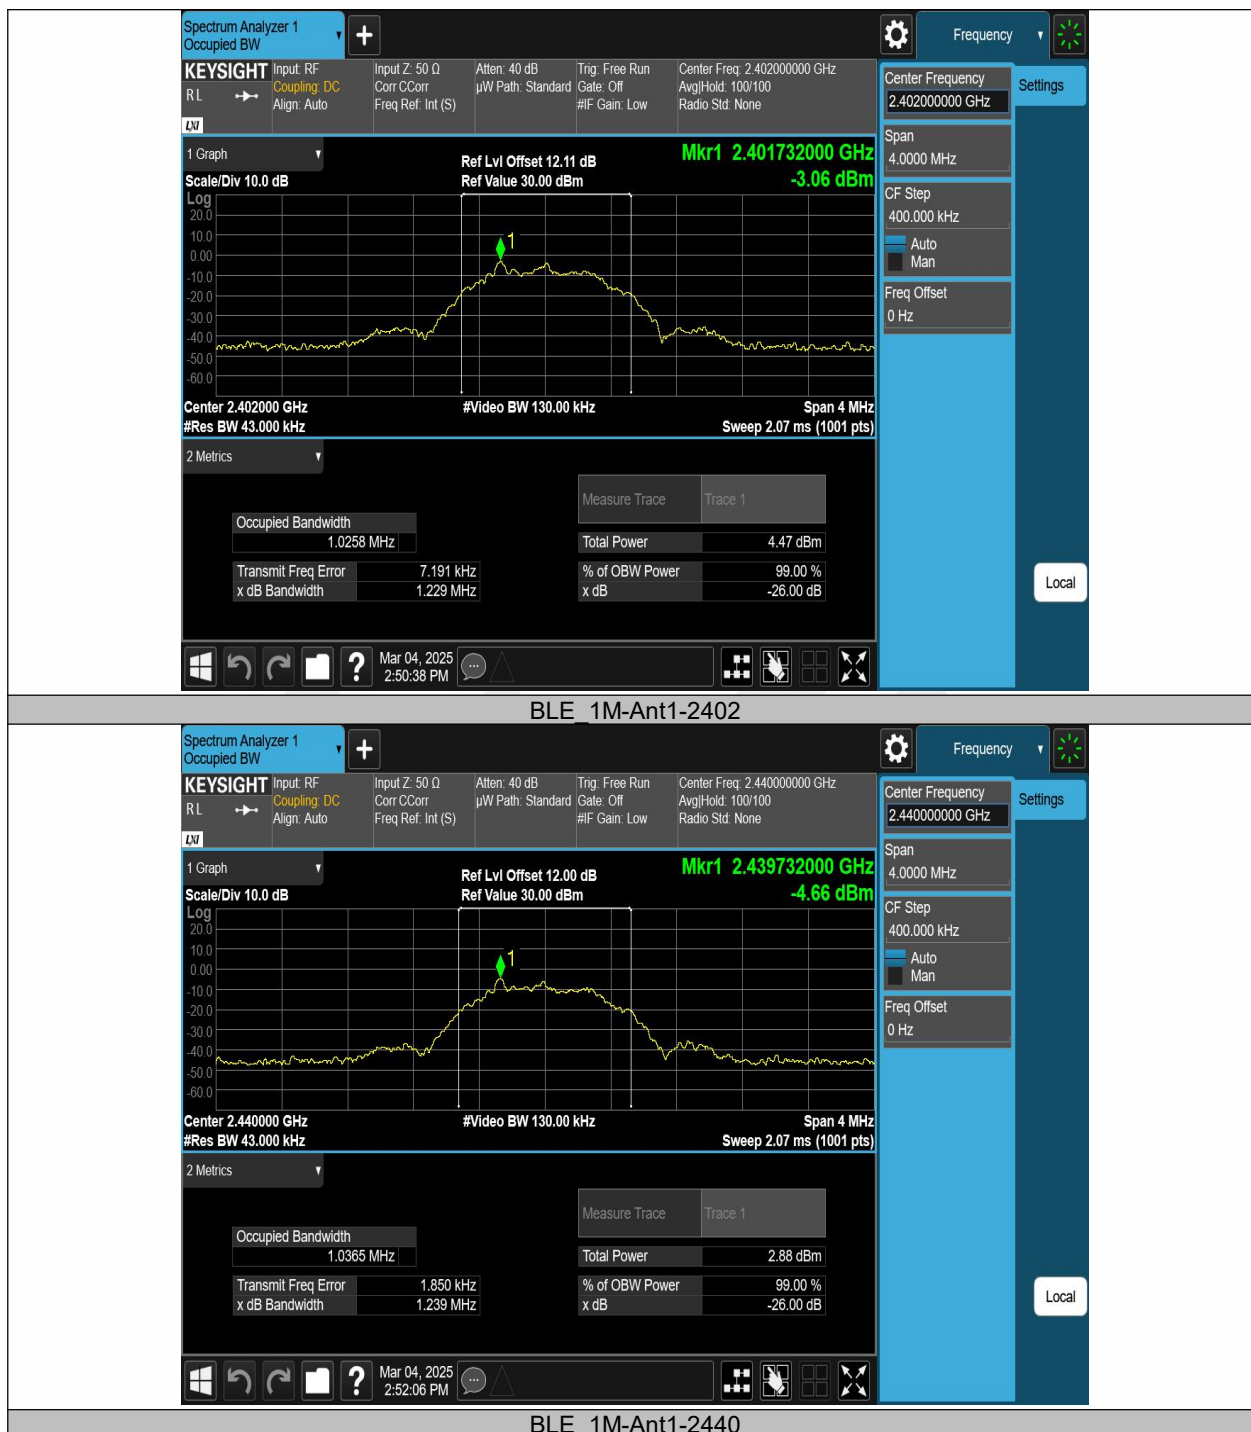 Spectrum Analyzer 1
Occupied BW
+
Frequency
KEYSIGHT
Input: RF
Input Z: 50 Ω
Atten: 40 dB
Trig: Free Run
Center Freq: 2.402000000 GHz
RL
Coupling: DC
Corr CCorr
µW Path: Standard
Gate: Off
Avg|Hold: 100/100
Align: Auto
Freq Ref: Int (S)
#IF Gain: Low
Radio Std: None
LXI
Center Frequency
2.402000000 GHz
Settings
Span
4.0000 MHz
CF Step
400.000 kHz
Auto
Man
Freq Offset
0 Hz
Local
1 Graph
Ref Lvl Offset 12.11 dB
Mkr1 2.401732000 GHz
Scale/Div 10.0 dB
Ref Value 30.00 dBm
-3.06 dBm
Log
20.0
10.0
0.00
-10.0
-20.0
-30.0
-40.0
-50.0
-60.0
1
Center 2.402000 GHz
#Video BW 130.00 kHz
Span 4 MHz
#Res BW 43.000 kHz
Sweep 2.07 ms (1001 pts)
2 Metrics
Measure Trace
Trace 1
Occupied Bandwidth
1.0258 MHz
Total Power
4.47 dBm
Transmit Freq Error
7.191 kHz
% of OBW Power
99.00 %
x dB Bandwidth
1.229 MHz
x dB
-26.00 dB
?
Mar 04, 2025
2:50:38 PM
BLE_1M-Ant1-2402
Spectrum Analyzer 1
Occupied BW
+
Frequency
KEYSIGHT
Input: RF
Input Z: 50 Ω
Atten: 40 dB
Trig: Free Run
Center Freq: 2.440000000 GHz
RL
Coupling: DC
Corr CCorr
µW Path: Standard
Gate: Off
Avg|Hold: 100/100
Align: Auto
Freq Ref: Int (S)
#IF Gain: Low
Radio Std: None
LXI
Center Frequency
2.440000000 GHz
Settings
Span
4.0000 MHz
CF Step
400.000 kHz
Auto
Man
Freq Offset
0 Hz
Local
1 Graph
Ref Lvl Offset 12.00 dB
Mkr1 2.439732000 GHz
Scale/Div 10.0 dB
Ref Value 30.00 dBm
-4.66 dBm
Log
20.0
10.0
0.00
-10.0
-20.0
-30.0
-40.0
-50.0
-60.0
1
Center 2.440000 GHz
#Video BW 130.00 kHz
Span 4 MHz
#Res BW 43.000 kHz
Sweep 2.07 ms (1001 pts)
2 Metrics
Measure Trace
Trace 1
Occupied Bandwidth
1.0365 MHz
Total Power
2.88 dBm
Transmit Freq Error
1.850 kHz
% of OBW Power
99.00 %
x dB Bandwidth
1.239 MHz
x dB
-26.00 dB
?
Mar 04, 2025
2:52:06 PM
BLE_1M-Ant1-2440